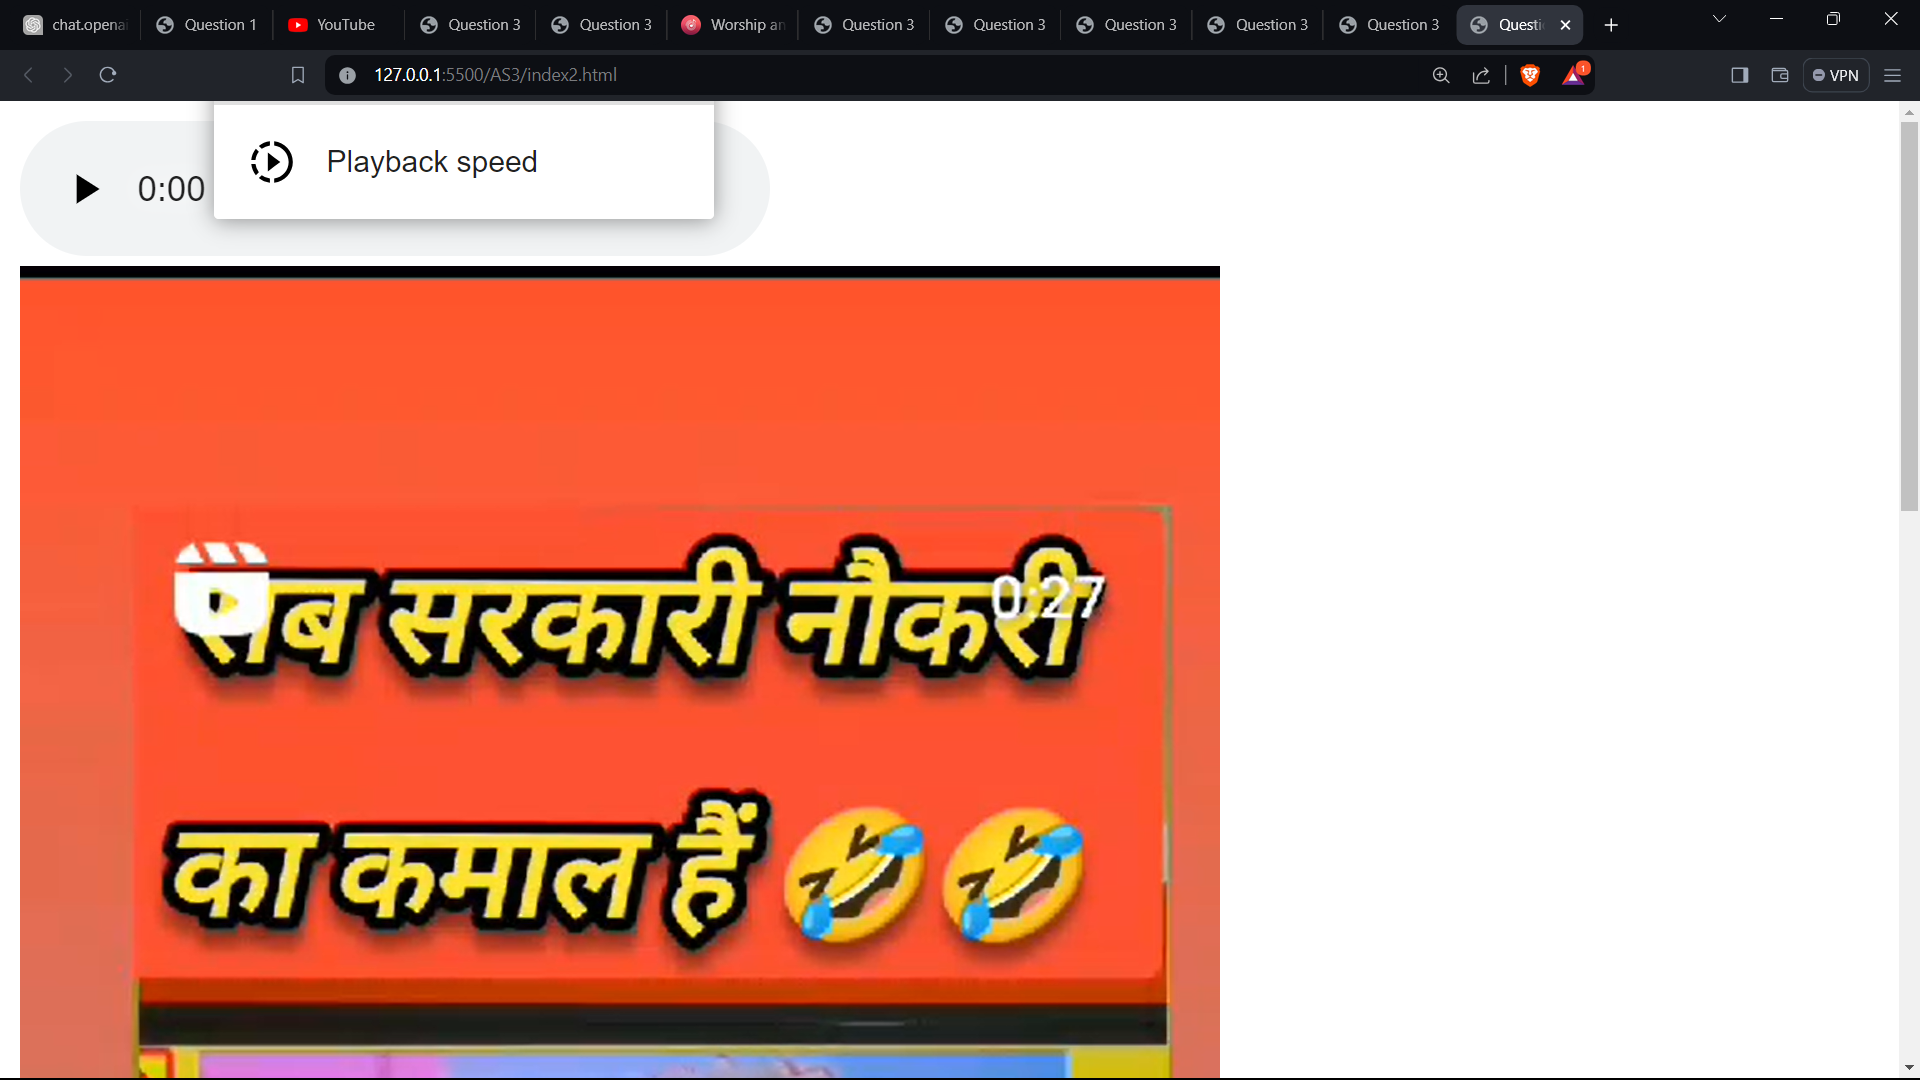 chat.openai
Question 1
YouTube
Question 3
Question 3
Worship an
Question 3
Question 3
Question 3
Question 3
Question 3
Questi
127.0.0.1:5500/AS3/index2.html
1
VPN
Playback speed
0:00
सब सरकारी नौकरी
0:27
का कमाल हैं 🤣🤣